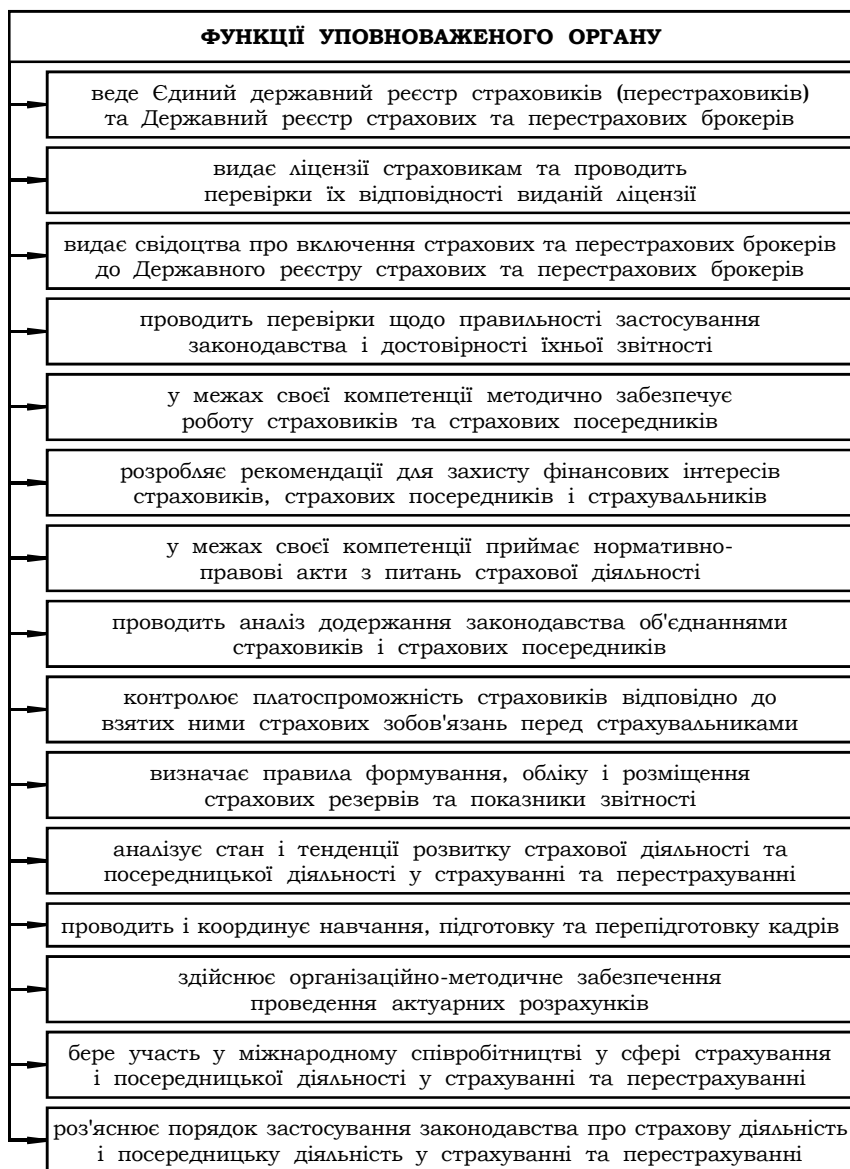 ФУНКЦІЇ УПОВНОВАЖЕНОГО ОРГАНУ
веде Єдиний державний реєстр страховиків (перестраховиків)
та Державний реєстр страхових та перестрахових брокерів
видає ліцензії страховикам та проводить
перевірки їх відповідності виданій ліцензії
видає свідоцтва про включення страхових та перестрахових брокерів
до Державного реєстру страхових та перестрахових брокерів
проводить перевірки щодо правильності застосування
законодавства і достовірності їхньої звітності
у межах своєї компетенції методично забезпечує
роботу страховиків та страхових посередників
розробляє рекомендації для захисту фінансових інтересів
страховиків, страхових посередників і страхувальників
у межах своєї компетенції приймає нормативно-
правові акти з питань страхової діяльності
проводить аналіз додержання законодавства об'єднаннями
страховиків і страхових посередників
контролює платоспроможність страховиків відповідно до
взятих ними страхових зобов'язань перед страхувальниками
визначає правила формування, обліку і розміщення
страхових резервів та показники звітності
аналізує стан і тенденції розвитку страхової діяльності та
посередницької діяльності у страхуванні та перестрахуванні
проводить і координує навчання, підготовку та перепідготовку кадрів
здійснює організаційно-методичне забезпечення
проведення актуарних розрахунків
бере участь у міжнародному співробітництві у сфері страхування
і посередницької діяльності у страхуванні та перестрахуванні
роз'яснює порядок застосування законодавства про страхову діяльність
і посередницьку діяльність у страхуванні та перестрахуванні